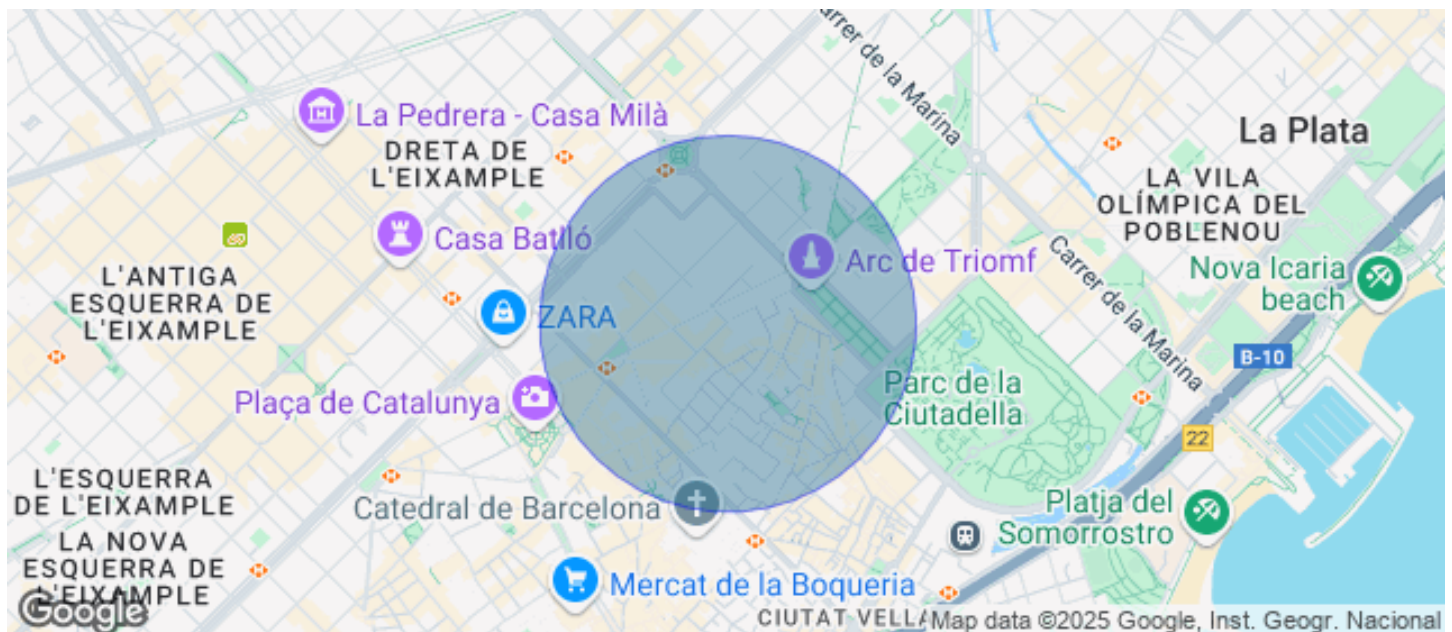 Carrer de la Marina
La Pedrera - Casa Milà
DRETA DE
L'EIXAMPLE
La Plata
LA VILA
OLÍMPICA DEL
POBLENOU
Casa Batlló
Arc de Triomf
L'ANTIGA
ESQUERRA DE
L'EIXAMPLE
ZARA
Nova Icaria
beach
Carrer de la Marina
B-10
Plaça de Catalunya
Parc de la
Ciutadella
22
L'ESQUERRA
DE L'EIXAMPLE
Catedral de Barcelona
Platja del
Somorrostro
LA NOVA
ESQUERRA DE
L'EIXAMPLE
Mercat de la Boqueria
Google
CIUTAT VELLA
Map data ©2025 Google, Inst. Geogr. Nacional